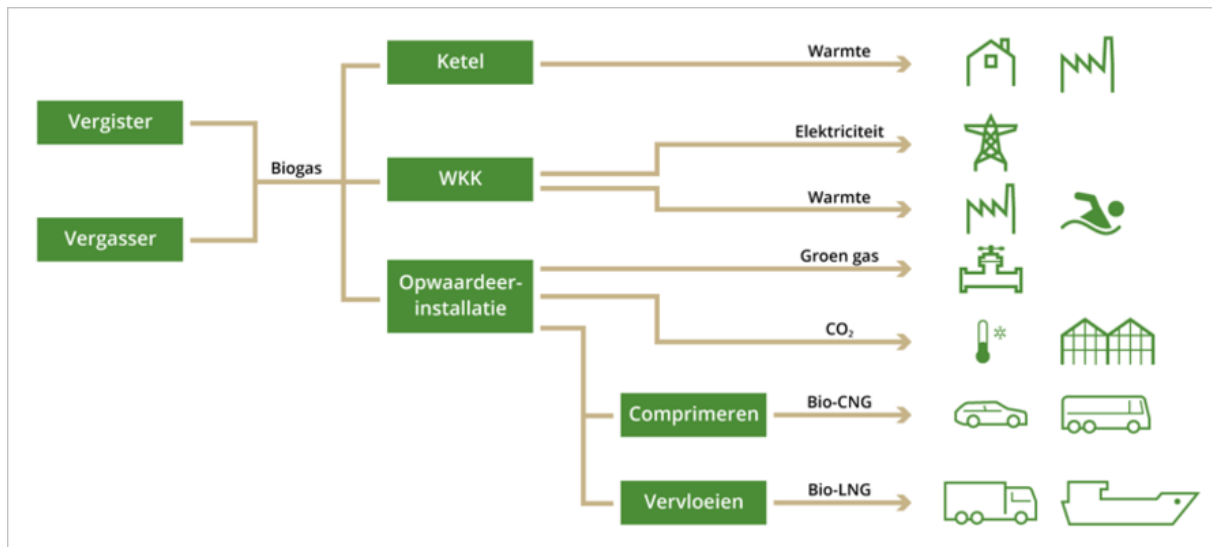 Ketel
Warmte
Vergister
Elektriciteit
Biogas
WKK
Warmte
Vergasser
Groen gas
Opwaardeer-
installatie
CO₂
Comprimeren
Bio-CNG
Vervloeien
Bio-LNG